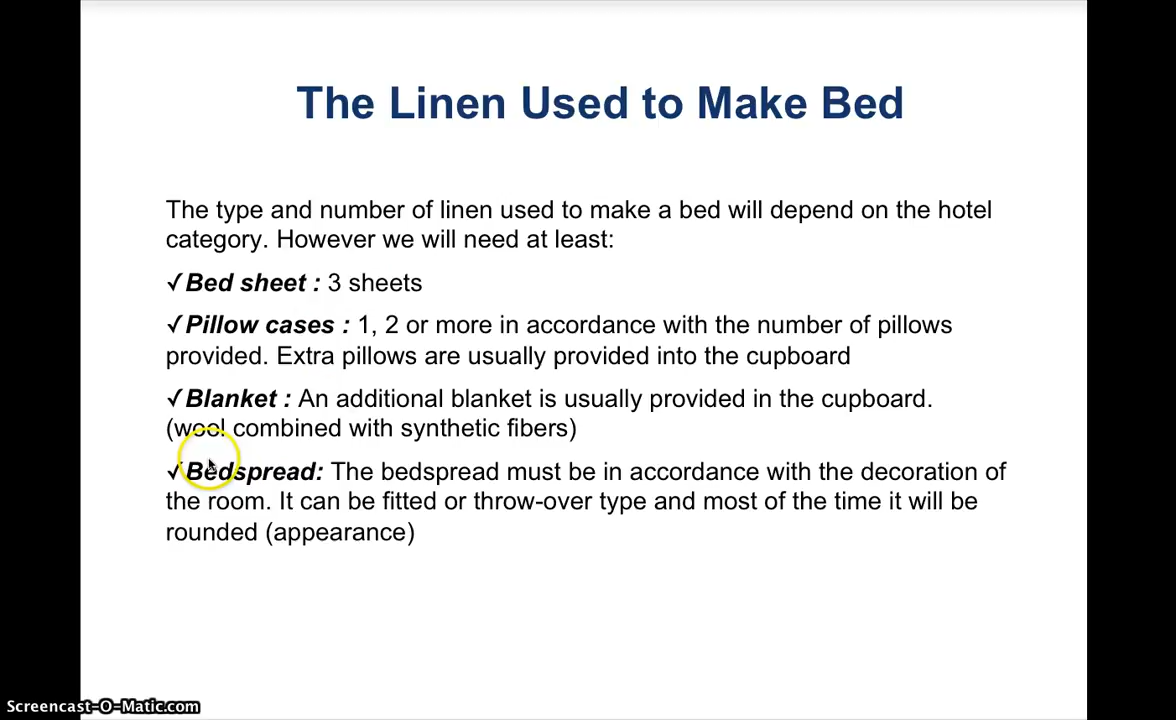 The Linen Used to Make Bed
The type and number of linen used to make a bed will depend on the hotel
category. However we will need at least:
✓Bed sheet : 3 sheets
✓Pillow cases : 1, 2 or more in accordance with the number of pillows
provided. Extra pillows are usually provided into the cupboard
✓Blanket : An additional blanket is usually provided in the cupboard.
(wool combined with synthetic fibers)
✓Bedspread: The bedspread must be in accordance with the decoration of
the room. It can be fitted or throw-over type and most of the time it will be
rounded (appearance)
Screencast-O-Matic.com